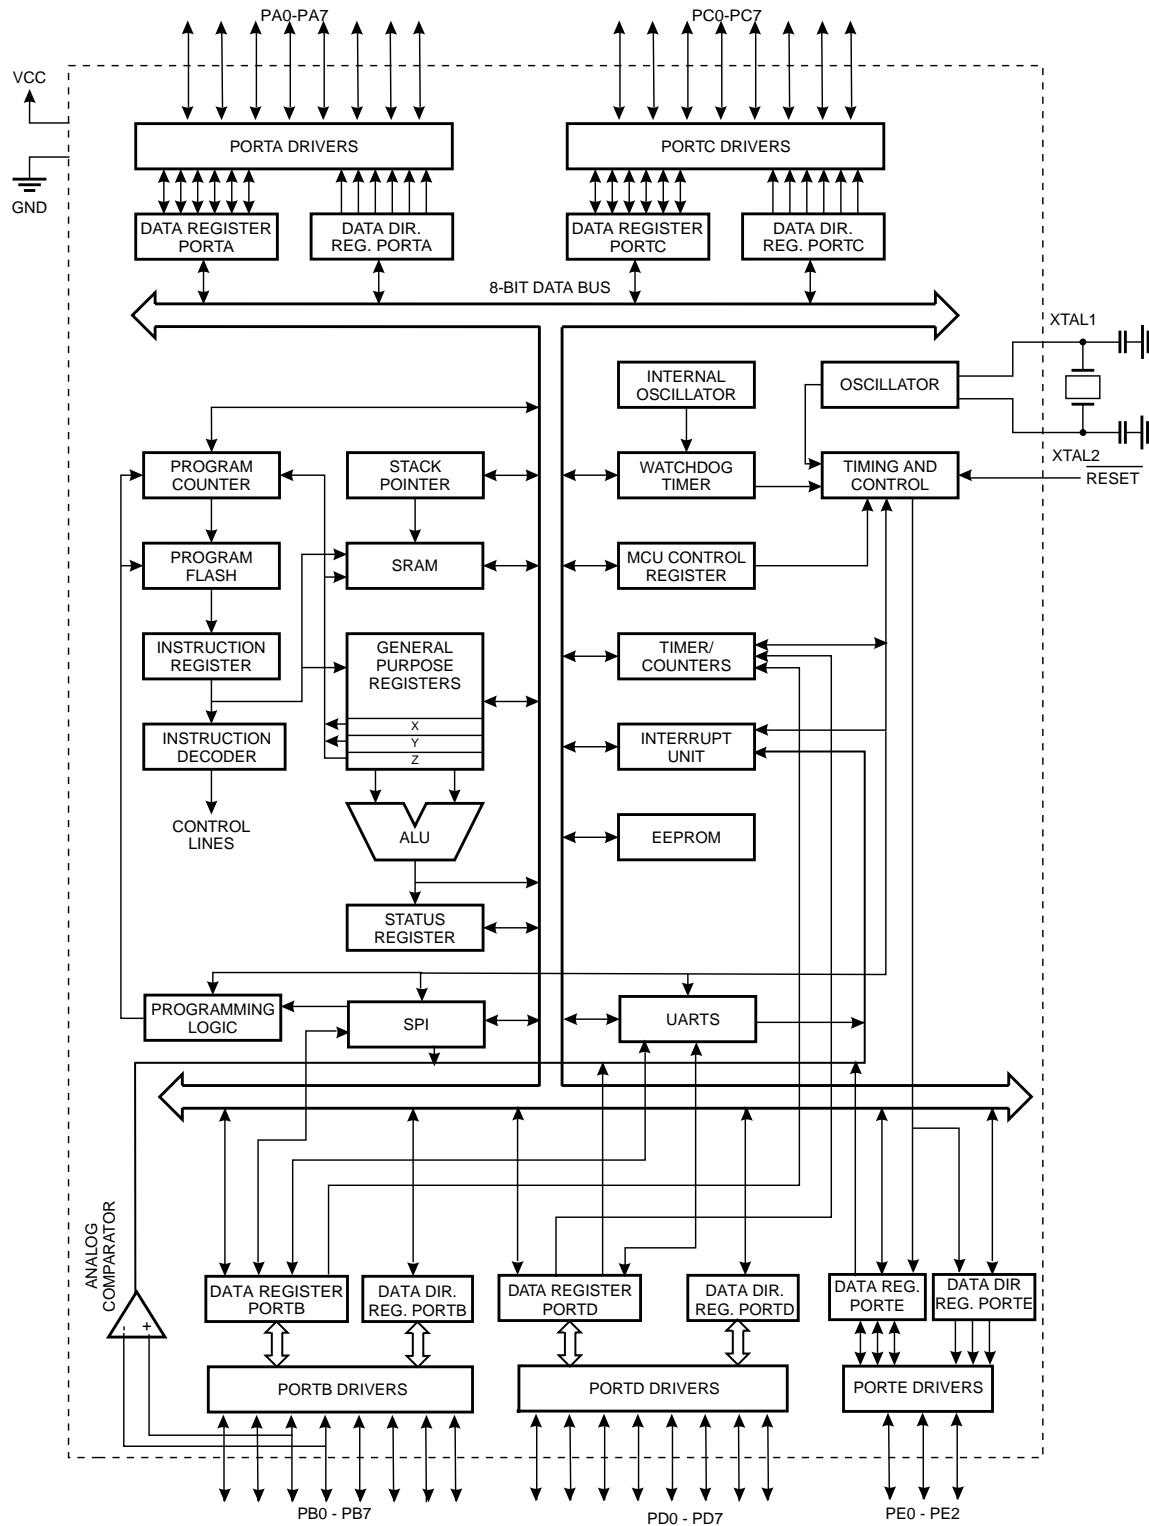 PA0-PA7
PC0-PC7
VCC
GND
PORTA DRIVERS
PORTC DRIVERS
DATA REGISTER
PORTA
DATA DIR.
REG. PORTA
DATA REGISTER
PORTC
DATA DIR.
REG. PORTC
8-BIT DATA BUS
XTAL1
INTERNAL
OSCILLATOR
OSCILLATOR
XTAL2
RESET
PROGRAM
COUNTER
STACK
POINTER
WATCHDOG
TIMER
TIMING AND
CONTROL
PROGRAM
FLASH
SRAM
MCU CONTROL
REGISTER
INSTRUCTION
REGISTER
GENERAL
PURPOSE
REGISTERS
X
Y
Z
TIMER/
COUNTERS
INSTRUCTION
DECODER
INTERRUPT
UNIT
CONTROL
LINES
ALU
EEPROM
STATUS
REGISTER
PROGRAMMING
LOGIC
SPI
UARTS
ANALOG
COMPARATOR
- +
DATA REGISTER
PORTB
DATA DIR.
REG. PORTB
DATA REGISTER
PORTD
DATA DIR.
REG. PORTD
DATA REG.
PORTE
DATA DIR
REG. PORTE
PORTB DRIVERS
PORTD DRIVERS
PORTE DRIVERS
PB0 - PB7
PD0 - PD7
PE0 - PE2